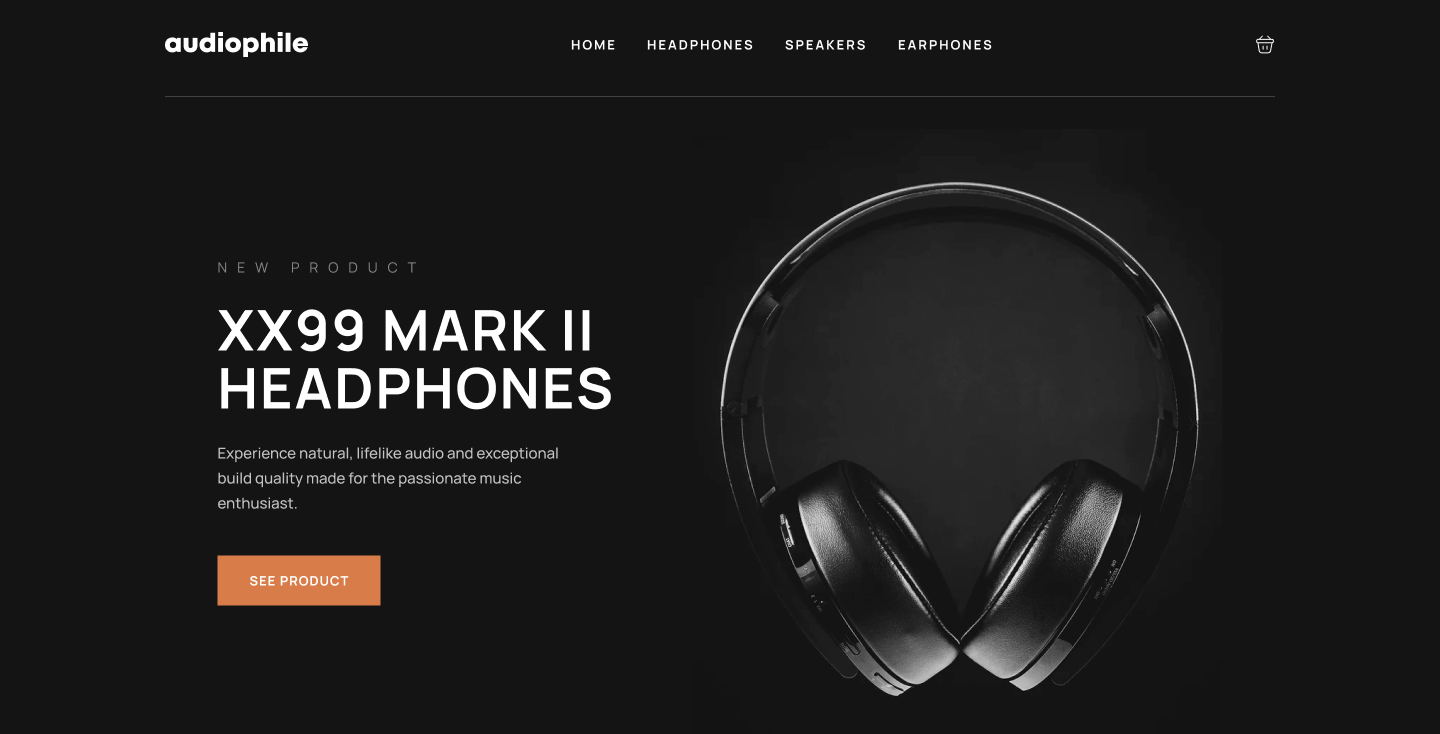 audiophile
HOME HEADPHONES SPEAKERS EARPHONES
NEW PRODUCT
XX99 MARK II
HEADPHONES
Experience natural, lifelike audio and exceptional
build quality made for the passionate music
enthusiast.
SEE PRODUCT